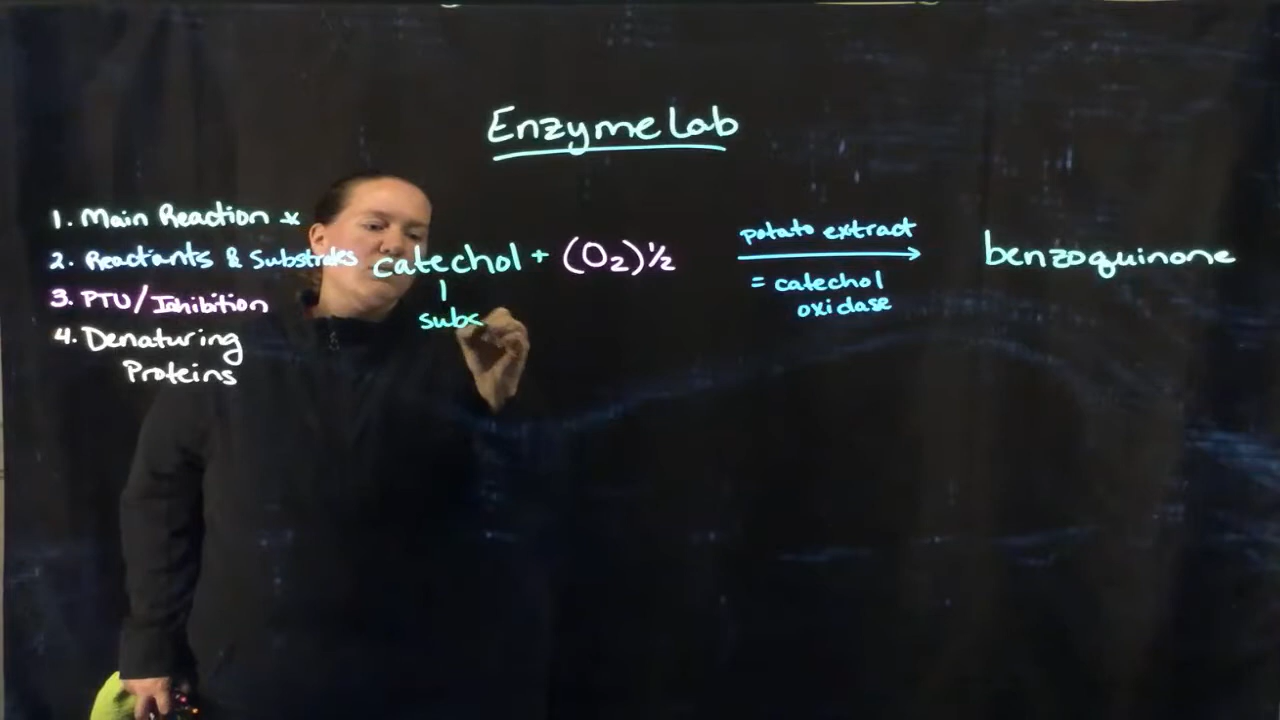 Enzyme Lab
1. Main Reaction *
2. Reactants & Substrates
3. PTU/Inhibition
4. Denaturing
Proteins
catechol + (O₂)½
subs
potato extract
= catechol
oxidase
benzoquinone